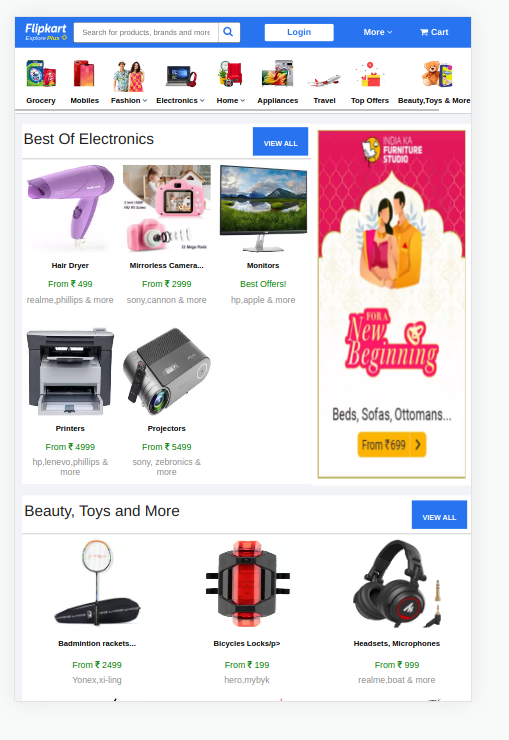 Flipkart
Explore Plus
Search for products, brands and more
Login
More
Cart
Grocery
Mobiles
Fashion
Electronics
Home
Appliances
Travel
Top Offers
Beauty,Toys & More
Best Of Electronics
VIEW ALL
Hair Dryer
From ₹ 499
realme,phillips & more
Mirrorless Camera...
From ₹ 2999
sony,cannon & more
Monitors
Best Offers!
hp,apple & more
Printers
From ₹ 4999
hp,lenevo,phillips &
more
Projectors
From ₹ 5499
sony, zebronics &
more
INDIA KA
FURNITURE
STUDIO
FOR A
New
Beginning
Beds, Sofas, Ottomans...
From ₹699
Beauty, Toys and More
VIEW ALL
Badmintion rackets...
From ₹ 2499
Yonex,xi-ling
Bicycles Locks/p>
From ₹ 199
hero,mybyk
Headsets, Microphones
From ₹ 999
realme,boat & more